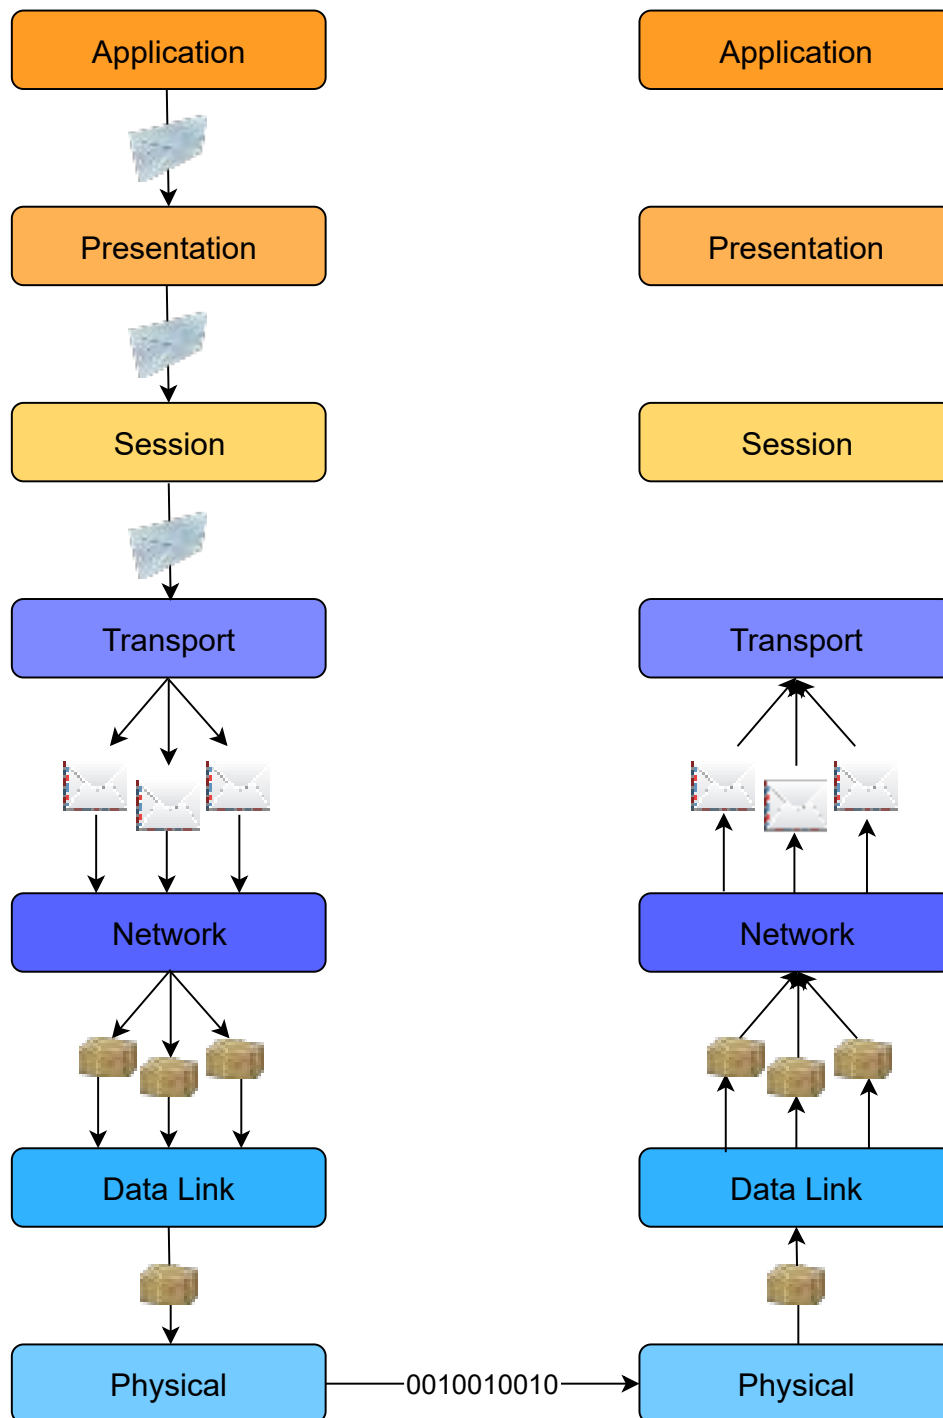 Application
Application
Presentation
Presentation
Session
Session
Transport
Transport
Network
Network
Data Link
Data Link
Physical
0010010010
Physical